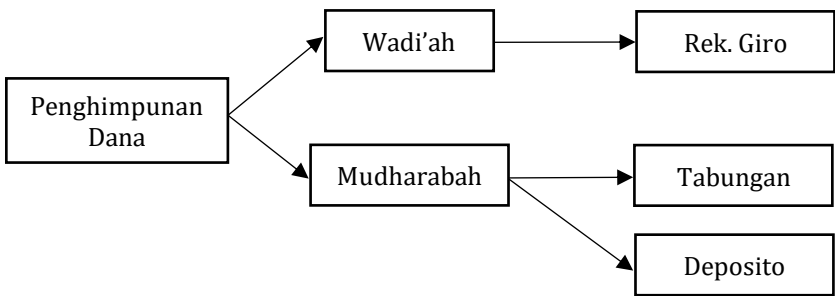 Wadi’ah
Rek. Giro
Penghimpunan
Dana
Mudharabah
Tabungan
Deposito